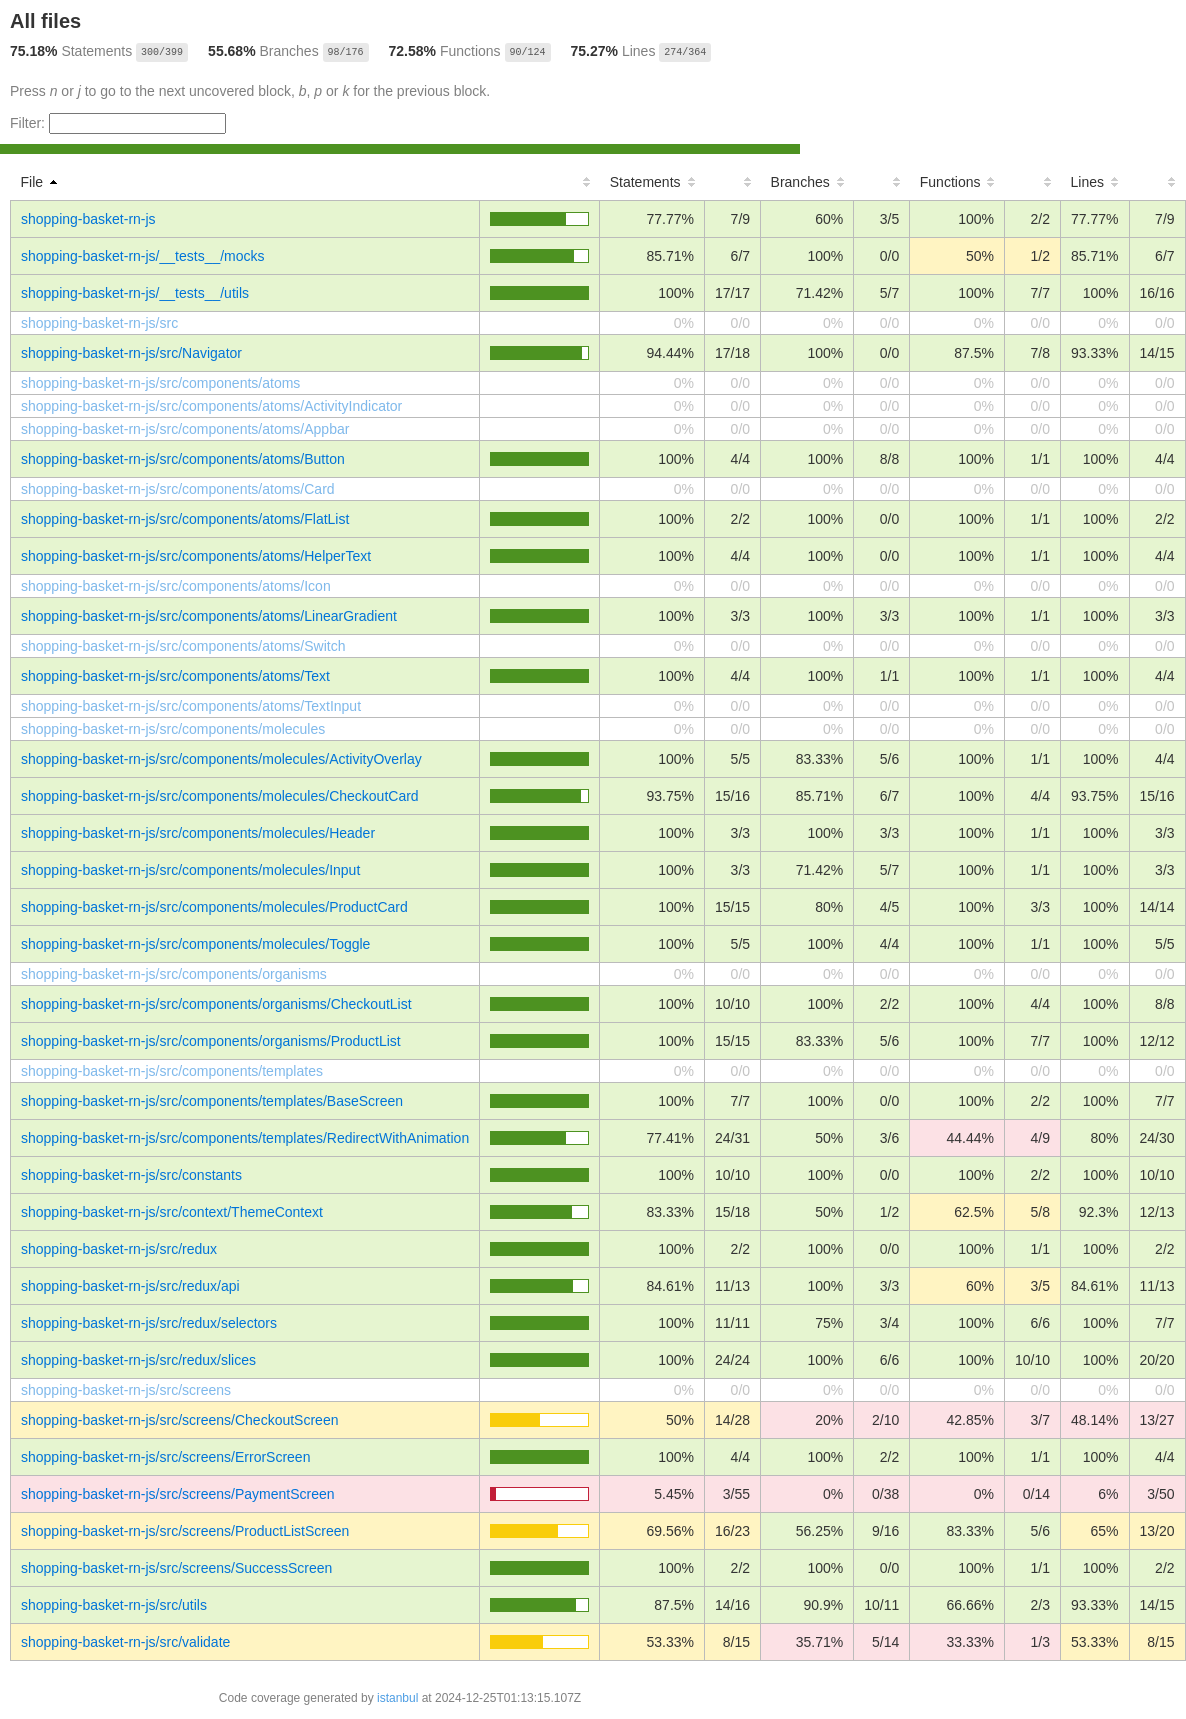 All files
75.18% Statements 300/399 55.68% Branches 98/176 72.58% Functions 90/124 75.27% Lines 274/364
Press n or j to go to the next uncovered block, b, p or k for the previous block.
Filter:
File Statements Branches Functions Lines
shopping-basket-rn-js 77.77% 7/9 60% 3/5 100% 2/2 77.77% 7/9
shopping-basket-rn-js/__tests__/mocks 85.71% 6/7 100% 0/0 50% 1/2 85.71% 6/7
shopping-basket-rn-js/__tests__/utils 100% 17/17 71.42% 5/7 100% 7/7 100% 16/16
shopping-basket-rn-js/src 0% 0/0 0% 0/0 0% 0/0 0% 0/0
shopping-basket-rn-js/src/Navigator 94.44% 17/18 100% 0/0 87.5% 7/8 93.33% 14/15
shopping-basket-rn-js/src/components/atoms 0% 0/0 0% 0/0 0% 0/0 0% 0/0
shopping-basket-rn-js/src/components/atoms/ActivityIndicator 0% 0/0 0% 0/0 0% 0/0 0% 0/0
shopping-basket-rn-js/src/components/atoms/Appbar 0% 0/0 0% 0/0 0% 0/0 0% 0/0
shopping-basket-rn-js/src/components/atoms/Button 100% 4/4 100% 8/8 100% 1/1 100% 4/4
shopping-basket-rn-js/src/components/atoms/Card 0% 0/0 0% 0/0 0% 0/0 0% 0/0
shopping-basket-rn-js/src/components/atoms/FlatList 100% 2/2 100% 0/0 100% 1/1 100% 2/2
shopping-basket-rn-js/src/components/atoms/HelperText 100% 4/4 100% 0/0 100% 1/1 100% 4/4
shopping-basket-rn-js/src/components/atoms/Icon 0% 0/0 0% 0/0 0% 0/0 0% 0/0
shopping-basket-rn-js/src/components/atoms/LinearGradient 100% 3/3 100% 3/3 100% 1/1 100% 3/3
shopping-basket-rn-js/src/components/atoms/Switch 0% 0/0 0% 0/0 0% 0/0 0% 0/0
shopping-basket-rn-js/src/components/atoms/Text 100% 4/4 100% 1/1 100% 1/1 100% 4/4
shopping-basket-rn-js/src/components/atoms/TextInput 0% 0/0 0% 0/0 0% 0/0 0% 0/0
shopping-basket-rn-js/src/components/molecules 0% 0/0 0% 0/0 0% 0/0 0% 0/0
shopping-basket-rn-js/src/components/molecules/ActivityOverlay 100% 5/5 83.33% 5/6 100% 1/1 100% 4/4
shopping-basket-rn-js/src/components/molecules/CheckoutCard 93.75% 15/16 85.71% 6/7 100% 4/4 93.75% 15/16
shopping-basket-rn-js/src/components/molecules/Header 100% 3/3 100% 3/3 100% 1/1 100% 3/3
shopping-basket-rn-js/src/components/molecules/Input 100% 3/3 71.42% 5/7 100% 1/1 100% 3/3
shopping-basket-rn-js/src/components/molecules/ProductCard 100% 15/15 80% 4/5 100% 3/3 100% 14/14
shopping-basket-rn-js/src/components/molecules/Toggle 100% 5/5 100% 4/4 100% 1/1 100% 5/5
shopping-basket-rn-js/src/components/organisms 0% 0/0 0% 0/0 0% 0/0 0% 0/0
shopping-basket-rn-js/src/components/organisms/CheckoutList 100% 10/10 100% 2/2 100% 4/4 100% 8/8
shopping-basket-rn-js/src/components/organisms/ProductList 100% 15/15 83.33% 5/6 100% 7/7 100% 12/12
shopping-basket-rn-js/src/components/templates 0% 0/0 0% 0/0 0% 0/0 0% 0/0
shopping-basket-rn-js/src/components/templates/BaseScreen 100% 7/7 100% 0/0 100% 2/2 100% 7/7
shopping-basket-rn-js/src/components/templates/RedirectWithAnimation 77.41% 24/31 50% 3/6 44.44% 4/9 80% 24/30
shopping-basket-rn-js/src/constants 100% 10/10 100% 0/0 100% 2/2 100% 10/10
shopping-basket-rn-js/src/context/ThemeContext 83.33% 15/18 50% 1/2 62.5% 5/8 92.3% 12/13
shopping-basket-rn-js/src/redux 100% 2/2 100% 0/0 100% 1/1 100% 2/2
shopping-basket-rn-js/src/redux/api 84.61% 11/13 100% 3/3 60% 3/5 84.61% 11/13
shopping-basket-rn-js/src/redux/selectors 100% 11/11 75% 3/4 100% 6/6 100% 7/7
shopping-basket-rn-js/src/redux/slices 100% 24/24 100% 6/6 100% 10/10 100% 20/20
shopping-basket-rn-js/src/screens 0% 0/0 0% 0/0 0% 0/0 0% 0/0
shopping-basket-rn-js/src/screens/CheckoutScreen 50% 14/28 20% 2/10 42.85% 3/7 48.14% 13/27
shopping-basket-rn-js/src/screens/ErrorScreen 100% 4/4 100% 2/2 100% 1/1 100% 4/4
shopping-basket-rn-js/src/screens/PaymentScreen 5.45% 3/55 0% 0/38 0% 0/14 6% 3/50
shopping-basket-rn-js/src/screens/ProductListScreen 69.56% 16/23 56.25% 9/16 83.33% 5/6 65% 13/20
shopping-basket-rn-js/src/screens/SuccessScreen 100% 2/2 100% 0/0 100% 1/1 100% 2/2
shopping-basket-rn-js/src/utils 87.5% 14/16 90.9% 10/11 66.66% 2/3 93.33% 14/15
shopping-basket-rn-js/src/validate 53.33% 8/15 35.71% 5/14 33.33% 1/3 53.33% 8/15
Code coverage generated by istanbul at 2024-12-25T01:13:15.107Z